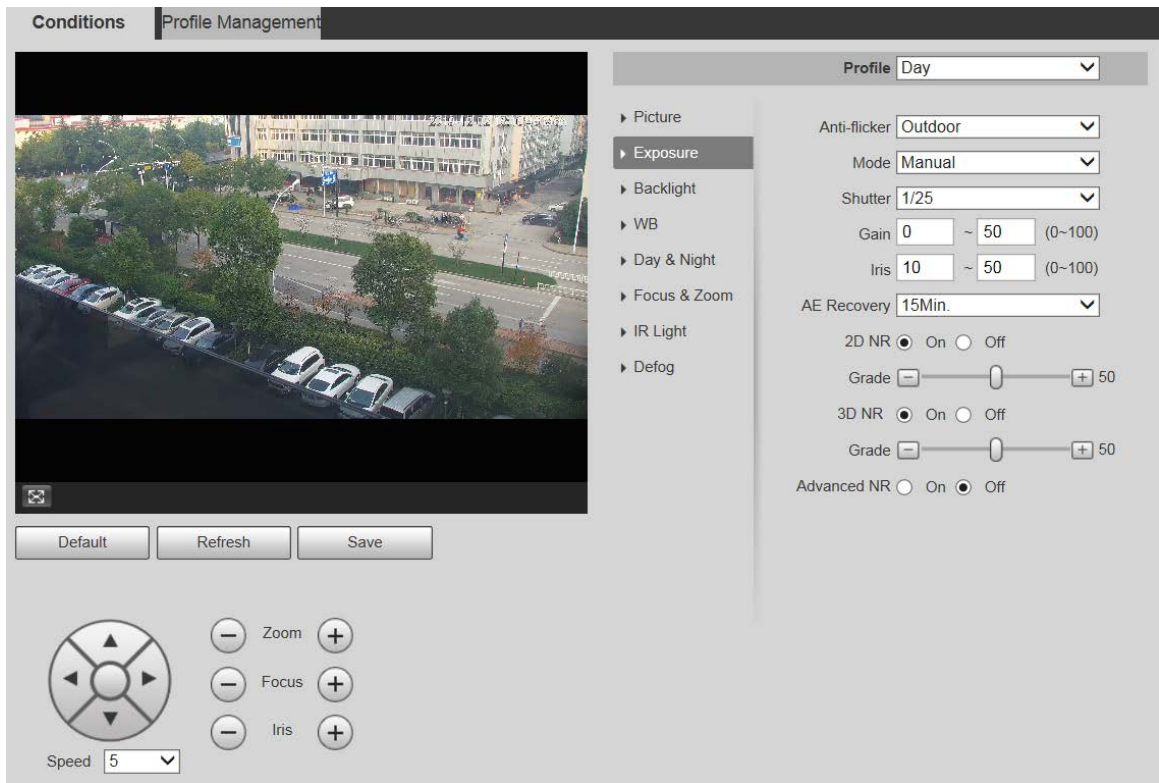 Conditions
Profile Management
Profile Day
Picture
Exposure
Backlight
WB
Day & Night
Focus & Zoom
IR Light
Defog
Anti-flicker Outdoor
Mode Manual
Shutter 1/25
Gain 0 ~ 50 (0~100)
Iris 10 ~ 50 (0~100)
AE Recovery 15Min.
2D NR On Off
Grade 50
3D NR On Off
Grade 50
Advanced NR On Off
Default
Refresh
Save
Zoom
Focus
Iris
Speed 5